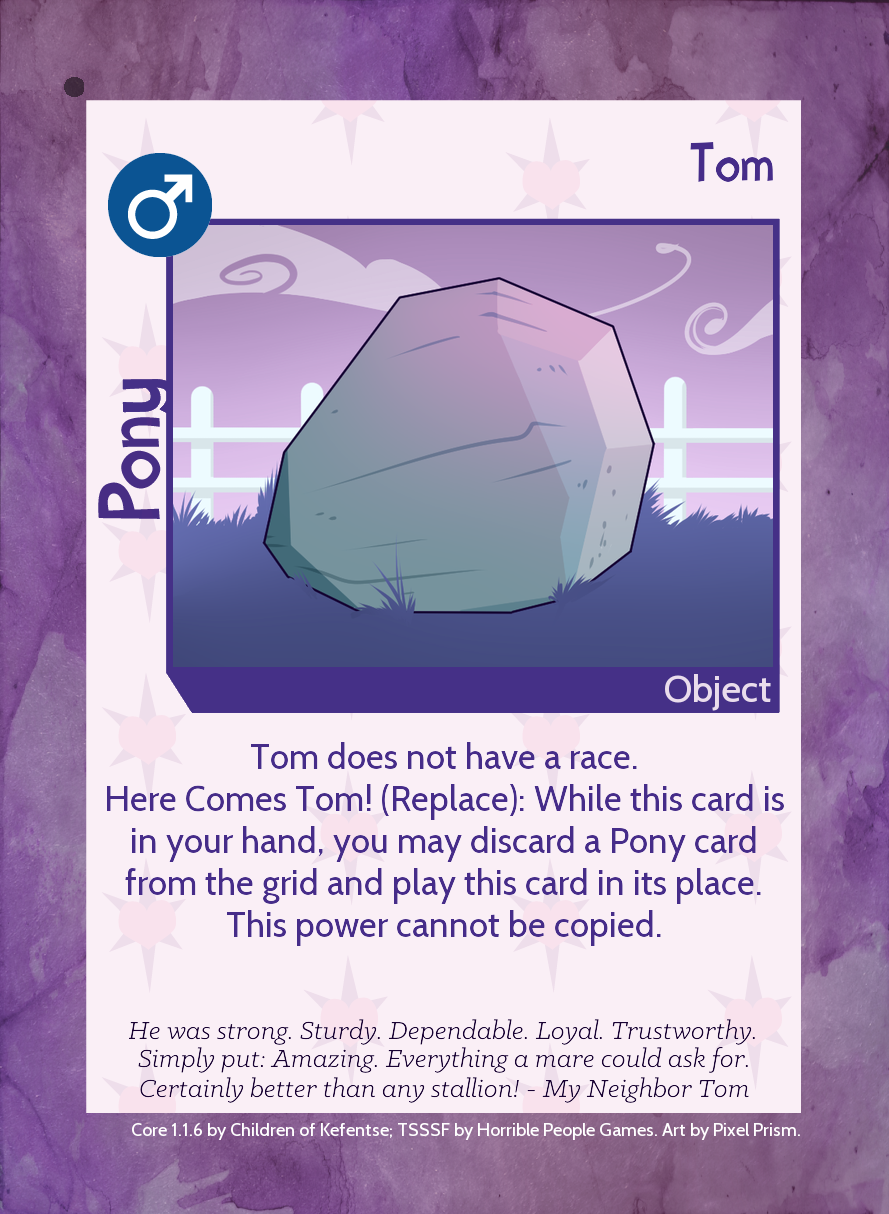 Tom
Pony
Object
Tom does not have a race.
Here Comes Tom! (Replace): While this card is
in your hand, you may discard a Pony card
from the grid and play this card in its place.
This power cannot be copied.
He was strong. Sturdy. Dependable. Loyal. Trustworthy.
Simply put: Amazing. Everything a mare could ask for.
Certainly better than any stallion! - My Neighbor Tom
Core 1.1.6 by Children of Kefentse; TSSSF by Horrible People Games. Art by Pixel Prism.